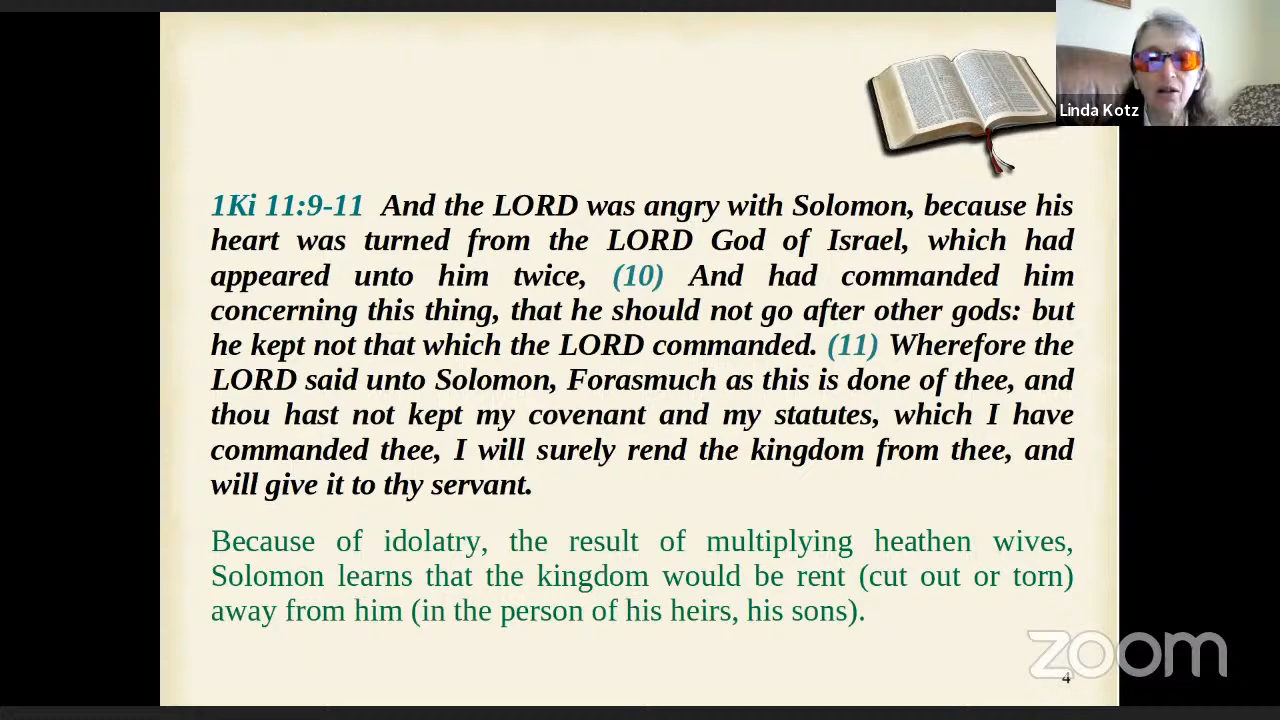 Linda Kotz
1Ki 11:9-11 And the LORD was angry with Solomon, because his
heart was turned from the LORD God of Israel, which had
appeared unto him twice, (10) And had commanded him
concerning this thing, that he should not go after other gods: but
he kept not that which the LORD commanded. (11) Wherefore the
LORD said unto Solomon, Forasmuch as this is done of thee, and
thou hast not kept my covenant and my statutes, which I have
commanded thee, I will surely rend the kingdom from thee, and
will give it to thy servant.
Because of idolatry, the result of multiplying heathen wives,
Solomon learns that the kingdom would be rent (cut out or torn)
away from him (in the person of his heirs, his sons).
zoom
4